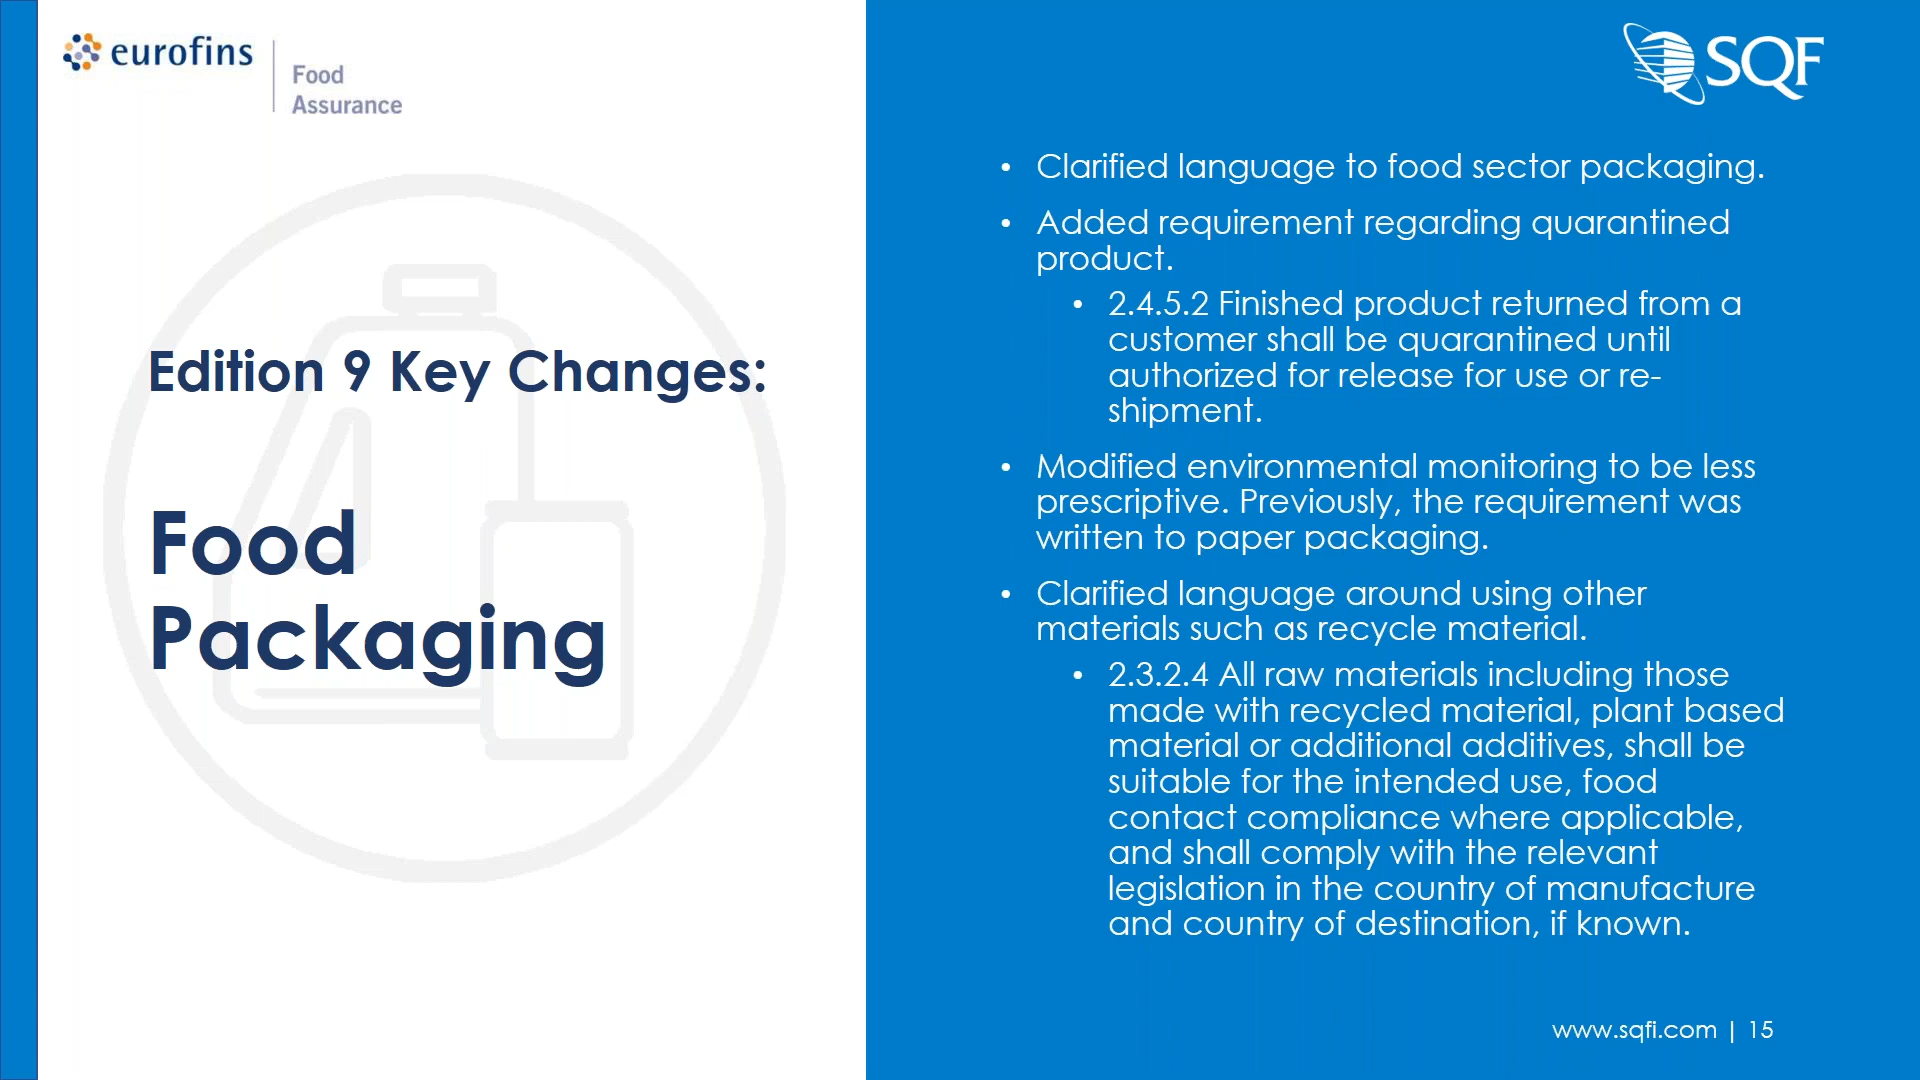 eurofins
Food
Assurance
SQF
Edition 9 Key Changes:
Food
Packaging
• Clarified language to food sector packaging.
• Added requirement regarding quarantined
product.
• 2.4.5.2 Finished product returned from a
customer shall be quarantined until
authorized for release for use or re-
shipment.
• Modified environmental monitoring to be less
prescriptive. Previously, the requirement was
written to paper packaging.
• Clarified language around using other
materials such as recycle material.
• 2.3.2.4 All raw materials including those
made with recycled material, plant based
material or additional additives, shall be
suitable for the intended use, food
contact compliance where applicable,
and shall comply with the relevant
legislation in the country of manufacture
and country of destination, if known.
www.sqfi.com | 15